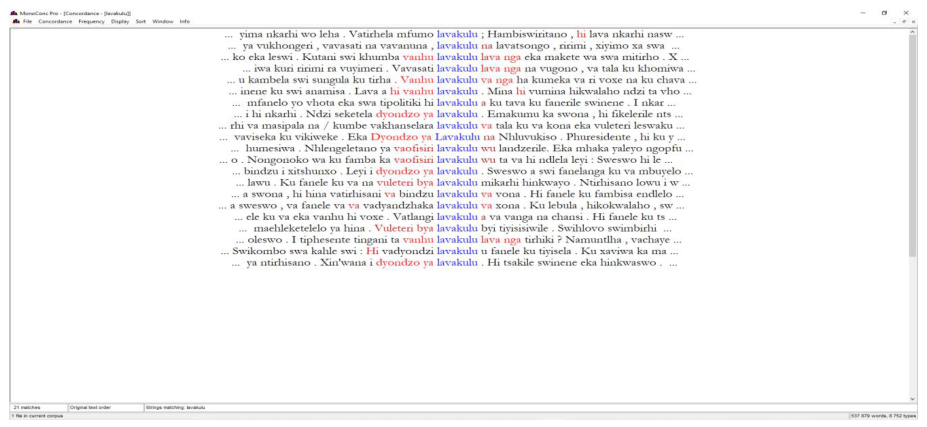 MonoConc Pro - [Concordance - [lavakulu]]
File Concordance Frequency Display Sort Window Info
... yima nkarhi wo leha . Vatirhela mfumo lavakulu ; Hambiswiritano , hi lava nkarhi nasw ...
... ya vukhongeri , vavasati na vavanuna , lavakulu na lavatsongo , ririmi , xiyimo xa swa ...
... ko eka leswi . Kutani swi khumba vanhu lavakulu lava nga eka makete wa swa mitirho . X ...
... iwa kuri ririmi ra vuyimeri . Vavasati lavakulu lava nga na vugono , va tala ku khomiwa ...
... u kambela swi sungula ku tirha . Vanhu lavakulu va nga ha kumeka va ri voxe na ku chava ...
... inene ku swi anamisa . Lava a hi vanhu lavakulu . Mina hi vumina hikwalaho ndzi ta vho ...
... mfanelo yo vhota eka swa tipolitiki hi lavakulu a ku tava ku fanerile swinene . I nkar ...
... i hi nkarhi . Ndzi seketela dyondzo ya lavakulu . Emakumu ka swona , hi fikelerile nts ...
... rhi va masipala na / kumbe vakhanselara lavakulu va tala ku va kona eka vuleteri leswaku ...
... vaviseka ku vikiweke . Eka Dyondzo ya Lavakulu na Nhluvukiso . Phuresidente , hi ku y ...
... humesiwa . Nhlengeletano ya vaofisiri lavakulu wu landzerile. Eka mhaka yaleyo ngopfu ...
... o . Nongonoko wa ku famba ka vaofisiri lavakulu wu ta va hi ndlela leyi : Sweswo hi le ...
... bindzu i xitshunxo . Leyi i dyondzo ya lavakulu . Sweswo a swi fanelanga ku va mbuyelo ...
... lawu . Ku fanele ku va na vuleteri bya lavakulu mikarhi hinkwayo . Ntirhisano lowu i w ...
... a swona , hi hina vatirhisani va bindzu lavakulu va vona . Hi fanele ku fambisa endlelo ...
... a sweswo , va fanele va va vadyandzhaka lavakulu va xona . Ku lebula , hikokwalaho , sw ...
... ele ku va eka vanhu hi voxe . Vatlangi lavakulu a va vanga na chansi . Hi fanele ku ts ...
... maehleketelelo ya hina . Vuleteri bya lavakulu byi tiyisisiwile . Swihlovo swimbirhi ...
... oleswo . I tiphesente tingani ta vanhu lavakulu lava nga tirhiki ? Namuntlha , vachaye ...
... Swikombo swa kahle swi : Hi vadyondzi lavakulu u fanele ku tiyisela . Ku xaviwa ka ma ...
... ya ntirhisano . Xin'wana i dyondzo ya lavakulu . Hi tsakile swinene eka hinkwaswo . ...
21 matches Original text order Strings matching: lavakulu
1 file in current corpus 537 879 words, 8 752 types